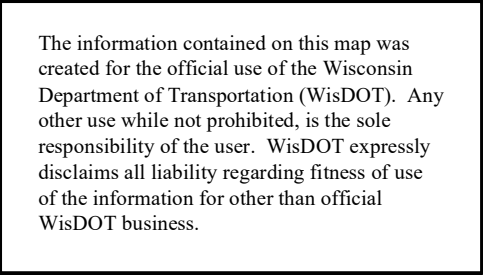 The information contained on this map was
created for the official use of the Wisconsin
Department of Transportation (WisDOT).  Any
other use while not prohibited, is the sole
responsibility of the user.  WisDOT expressly
disclaims all liability regarding fitness of use
of the information for other than official
WisDOT business.